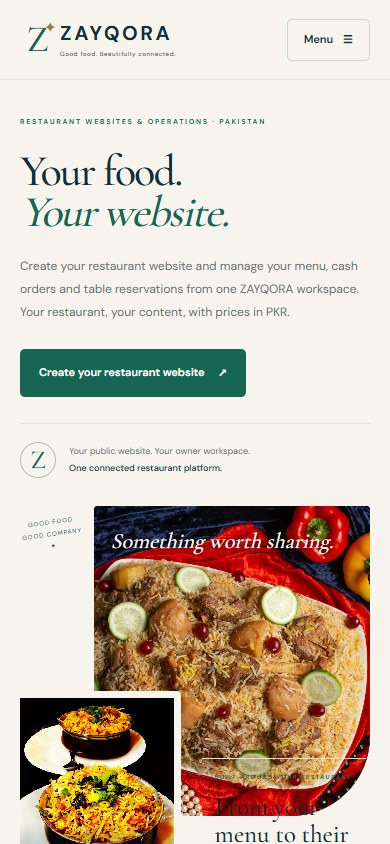 Z ZAYQORA
Good food. Beautifully connected.
Menu ☰
RESTAURANT WEBSITES & OPERATIONS · PAKISTAN
Your food.
Your website.
Create your restaurant website and manage your menu, cash
orders and table reservations from one ZAYQORA workspace.
Your restaurant, your content, with prices in PKR.
Create your restaurant website ↗
Z
Your public website. Your owner workspace.
One connected restaurant platform.
GOOD FOOD
GOOD COMPANY
✦
Something worth sharing.
From your
menu to their